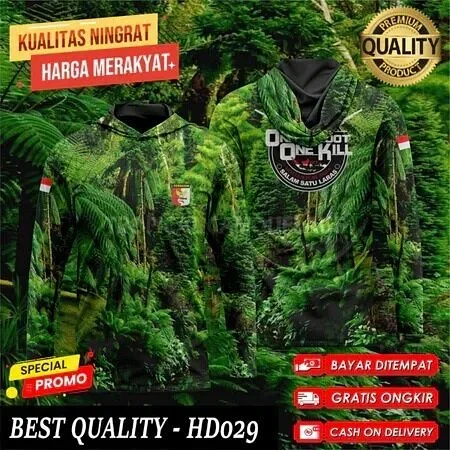 KUALITAS NINGRAT
HARGA MERAKYAT
PREMIUM
QUALITY
PRODUCT
ONE KILL
SALAM SATU LARAS
SPECIAL
PROMO
BAYAR DITEMPAT
GRATIS ONGKIR
CASH ON DELIVERY
BEST QUALITY - HD029